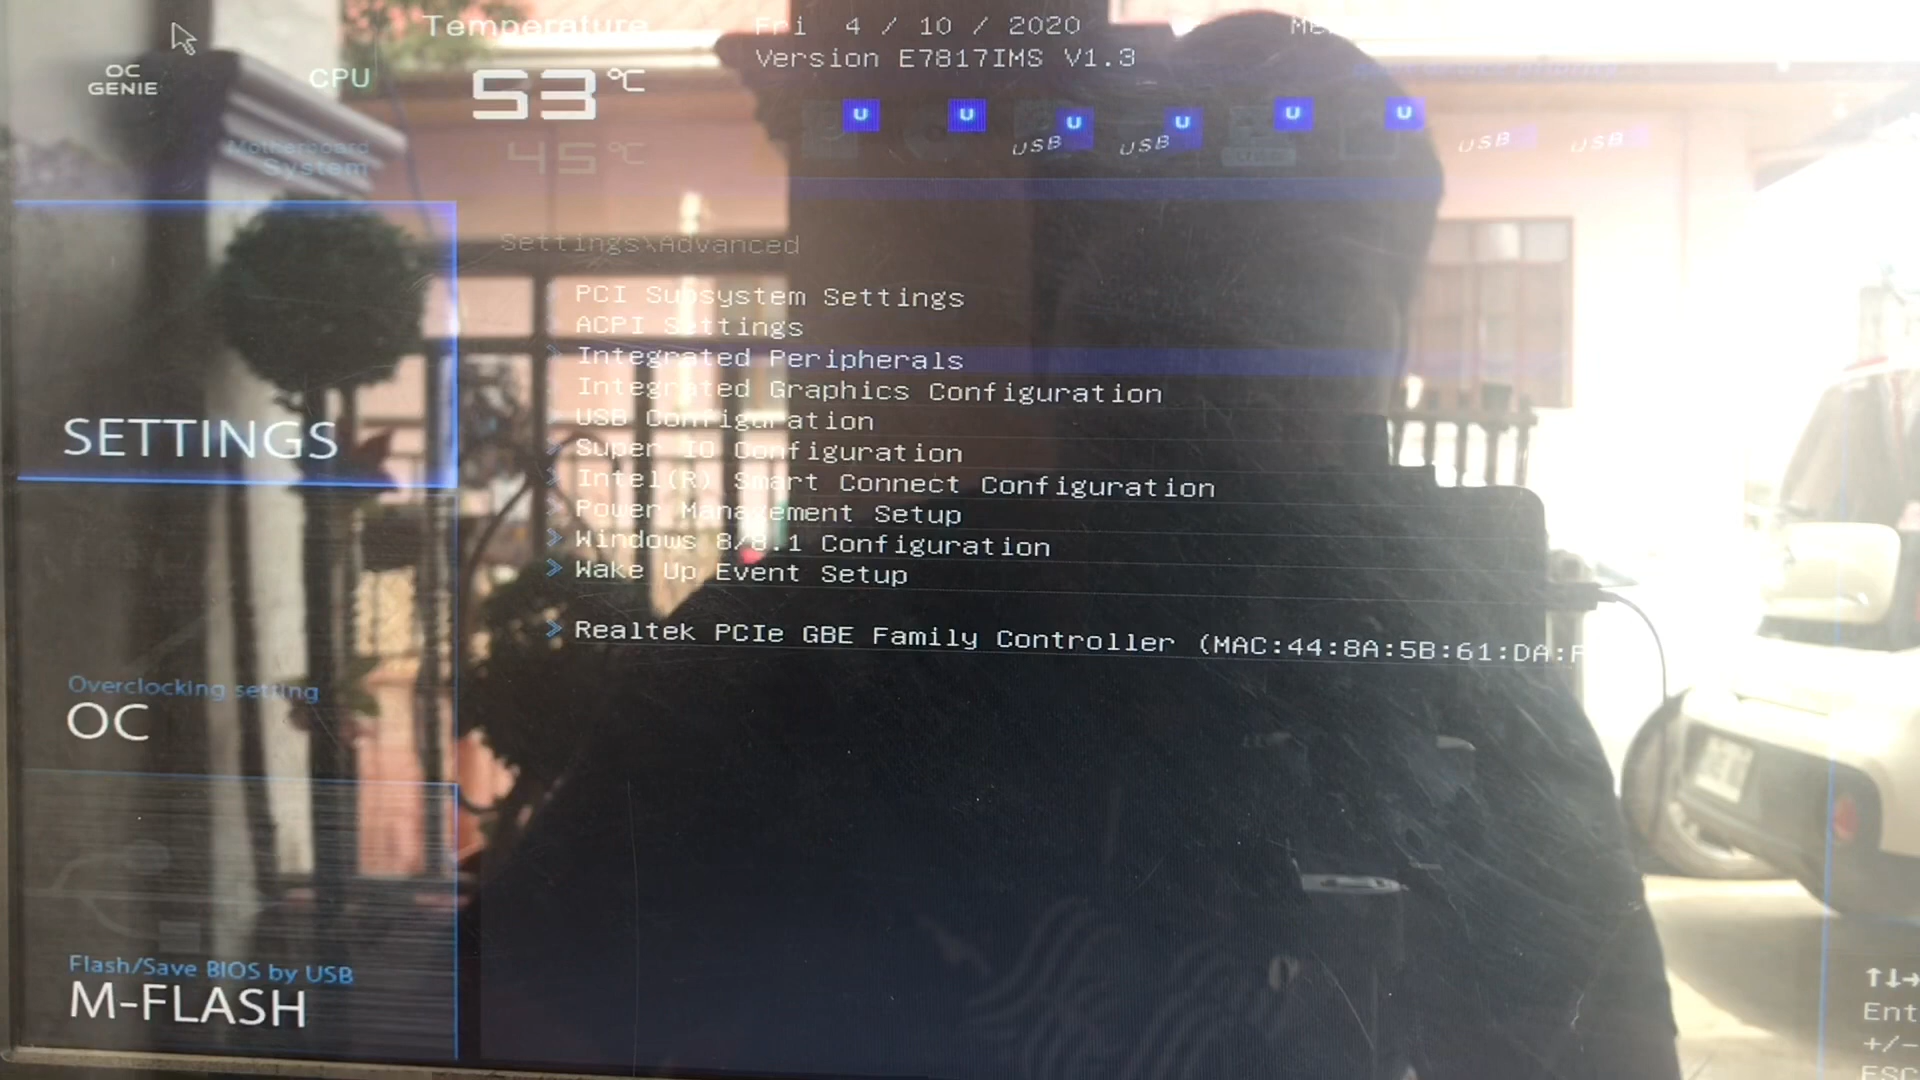 Temperature
Fri 4 / 10 / 2020
Version E7817IMS V1.3
OC
GENIE
CPU
53°C
Motherboard
System
45°C
U U U U U U
USB USB USB USB
Settings\Advanced
> PCI Subsystem Settings
> ACPI Settings
> Integrated Peripherals
> Integrated Graphics Configuration
> USB Configuration
> Super IO Configuration
> Intel(R) Smart Connect Configuration
> Power Management Setup
> Windows 8/8.1 Configuration
> Wake Up Event Setup
> Realtek PCIe GBE Family Controller (MAC:44:8A:5B:61:DA:F
SETTINGS
Overclocking setting
OC
Flash/Save BIOS by USB
M-FLASH
↑↓→
Ent
+/-
ESC